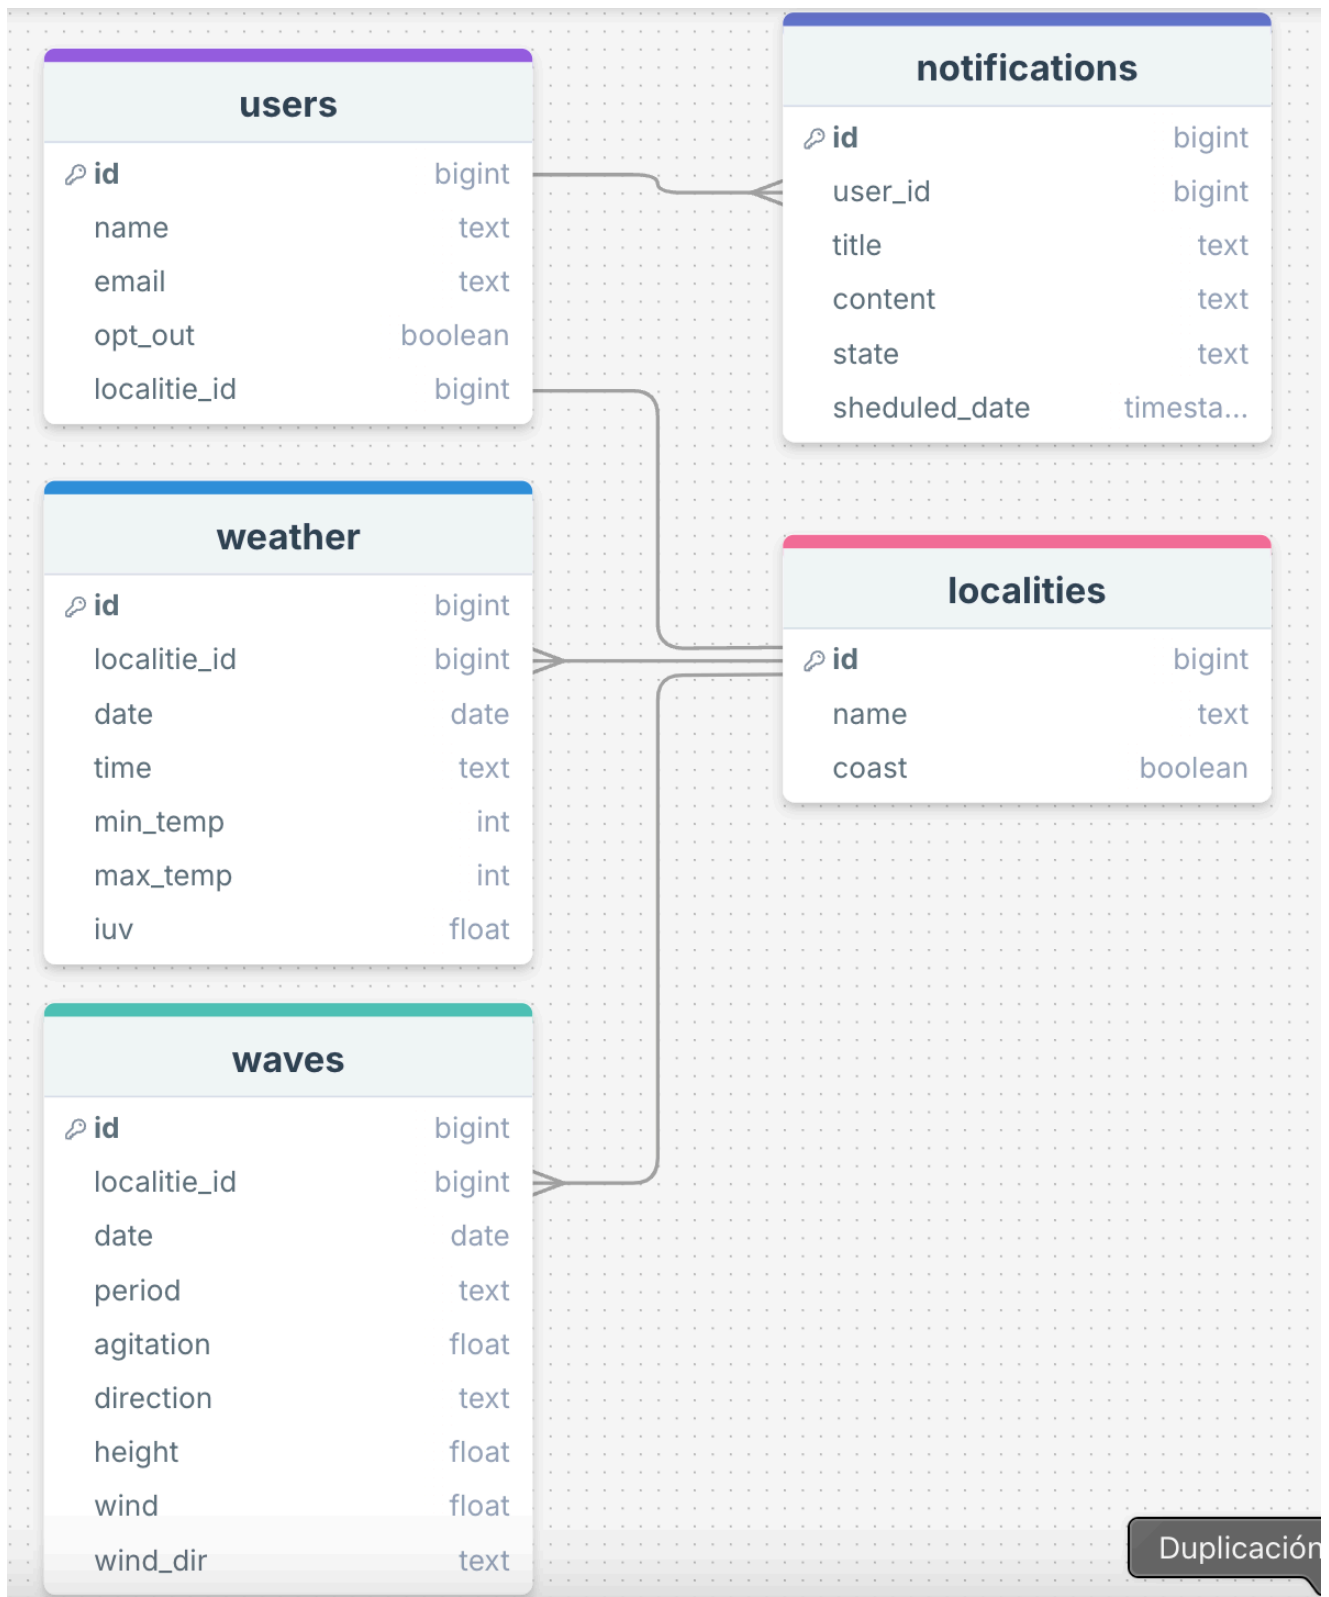 users
id bigint
name text
email text
opt_out boolean
localitie_id bigint
notifications
id bigint
user_id bigint
title text
content text
state text
sheduled_date timesta...
weather
id bigint
localitie_id bigint
date date
time text
min_temp int
max_temp int
iuv float
localities
id bigint
name text
coast boolean
waves
id bigint
localitie_id bigint
date date
period text
agitation float
direction text
height float
wind float
wind_dir text
Duplicación